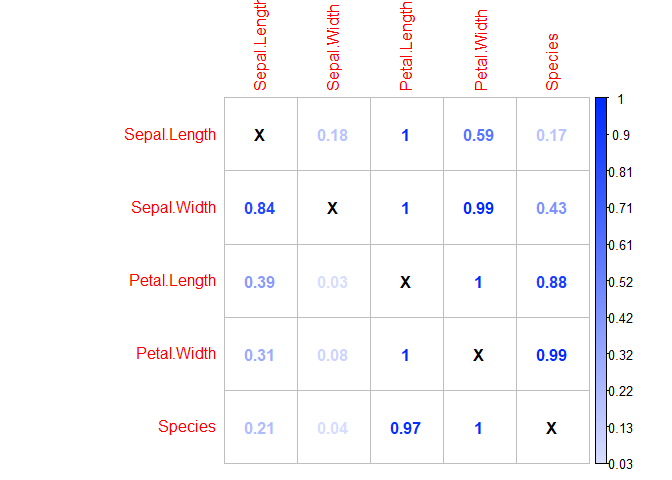 Sepal.Length Sepal.Width Petal.Length Petal.Width Species
Sepal.Length X 0.18 1 0.59 0.17
Sepal.Width 0.84 X 1 0.99 0.43
Petal.Length 0.39 0.03 X 1 0.88
Petal.Width 0.31 0.08 1 X 0.99
Species 0.21 0.04 0.97 1 X
1
0.9
0.81
0.71
0.61
0.52
0.42
0.32
0.22
0.13
0.03